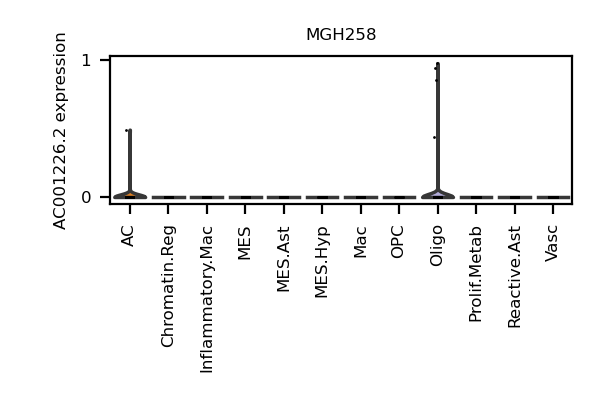 MGH258
AC001226.2 expression
1
0
AC
Chromatin.Reg
Inflammatory.Mac
MES
MES.Ast
MES.Hyp
Mac
OPC
Oligo
Prolif.Metab
Reactive.Ast
Vasc